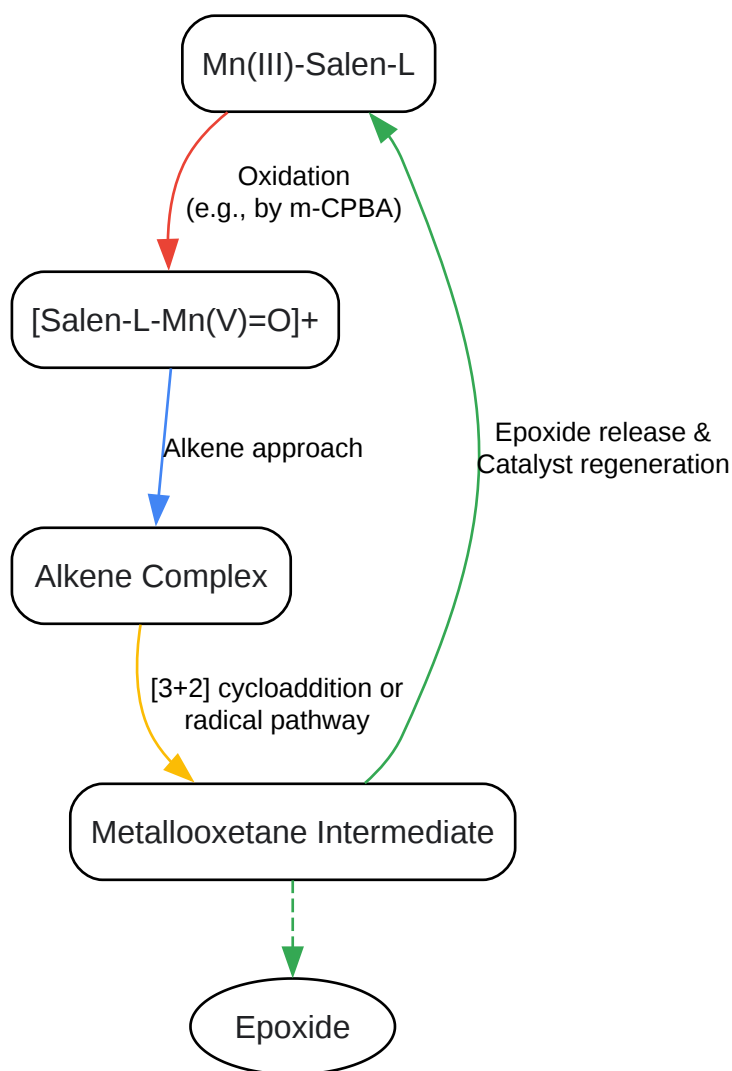 Mn(III)-Salen-L
Oxidation
(e.g., by m-CPBA)
[Salen-L-Mn(V)=O]+
Alkene approach
Epoxide release &
Catalyst regeneration
Alkene Complex
[3+2] cycloaddition or
radical pathway
Metallooxetane Intermediate
Epoxide